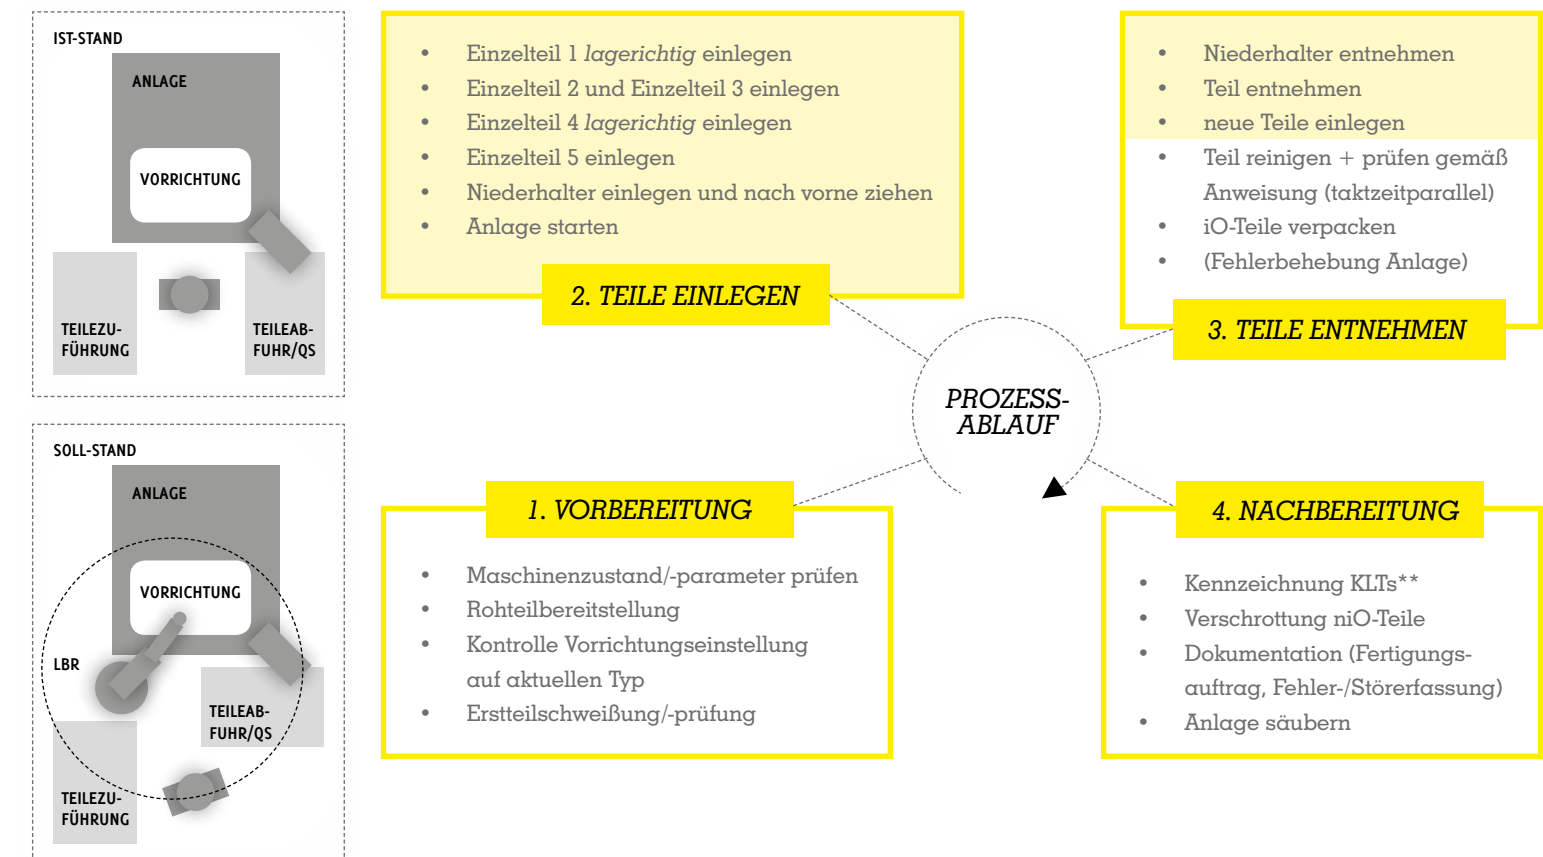 IST-STAND
ANLAGE
VORRICHTUNG
TEILEZU-
FÜHRUNG
TEILEAB-
FUHR/QS
SOLL-STAND
ANLAGE
VORRICHTUNG
LBR
TEILEAB-
FUHR/QS
TEILEZU-
FÜHRUNG
• Einzelteil 1 lagerichtig einlegen
• Einzelteil 2 und Einzelteil 3 einlegen
• Einzelteil 4 lagerichtig einlegen
• Einzelteil 5 einlegen
• Niederhalter einlegen und nach vorne ziehen
• Anlage starten
2. TEILE EINLEGEN
• Niederhalter entnehmen
• Teil entnehmen
• neue Teile einlegen
• Teil reinigen + prüfen gemäß
Anweisung (taktzeitparallel)
• iO-Teile verpacken
• (Fehlerbehebung Anlage)
3. TEILE ENTNEHMEN
PROZESS-
ABLAUF
1. VORBEREITUNG
• Maschinenzustand/-parameter prüfen
• Rohteilbereitstellung
• Kontrolle Vorrichtungseinstellung
auf aktuellen Typ
• Erstteilschweißung/-prüfung
4. NACHBEREITUNG
• Kennzeichnung KLTs**
• Verschrottung niO-Teile
• Dokumentation (Fertigungs-
auftrag, Fehler-/Störerfassung)
• Anlage säubern